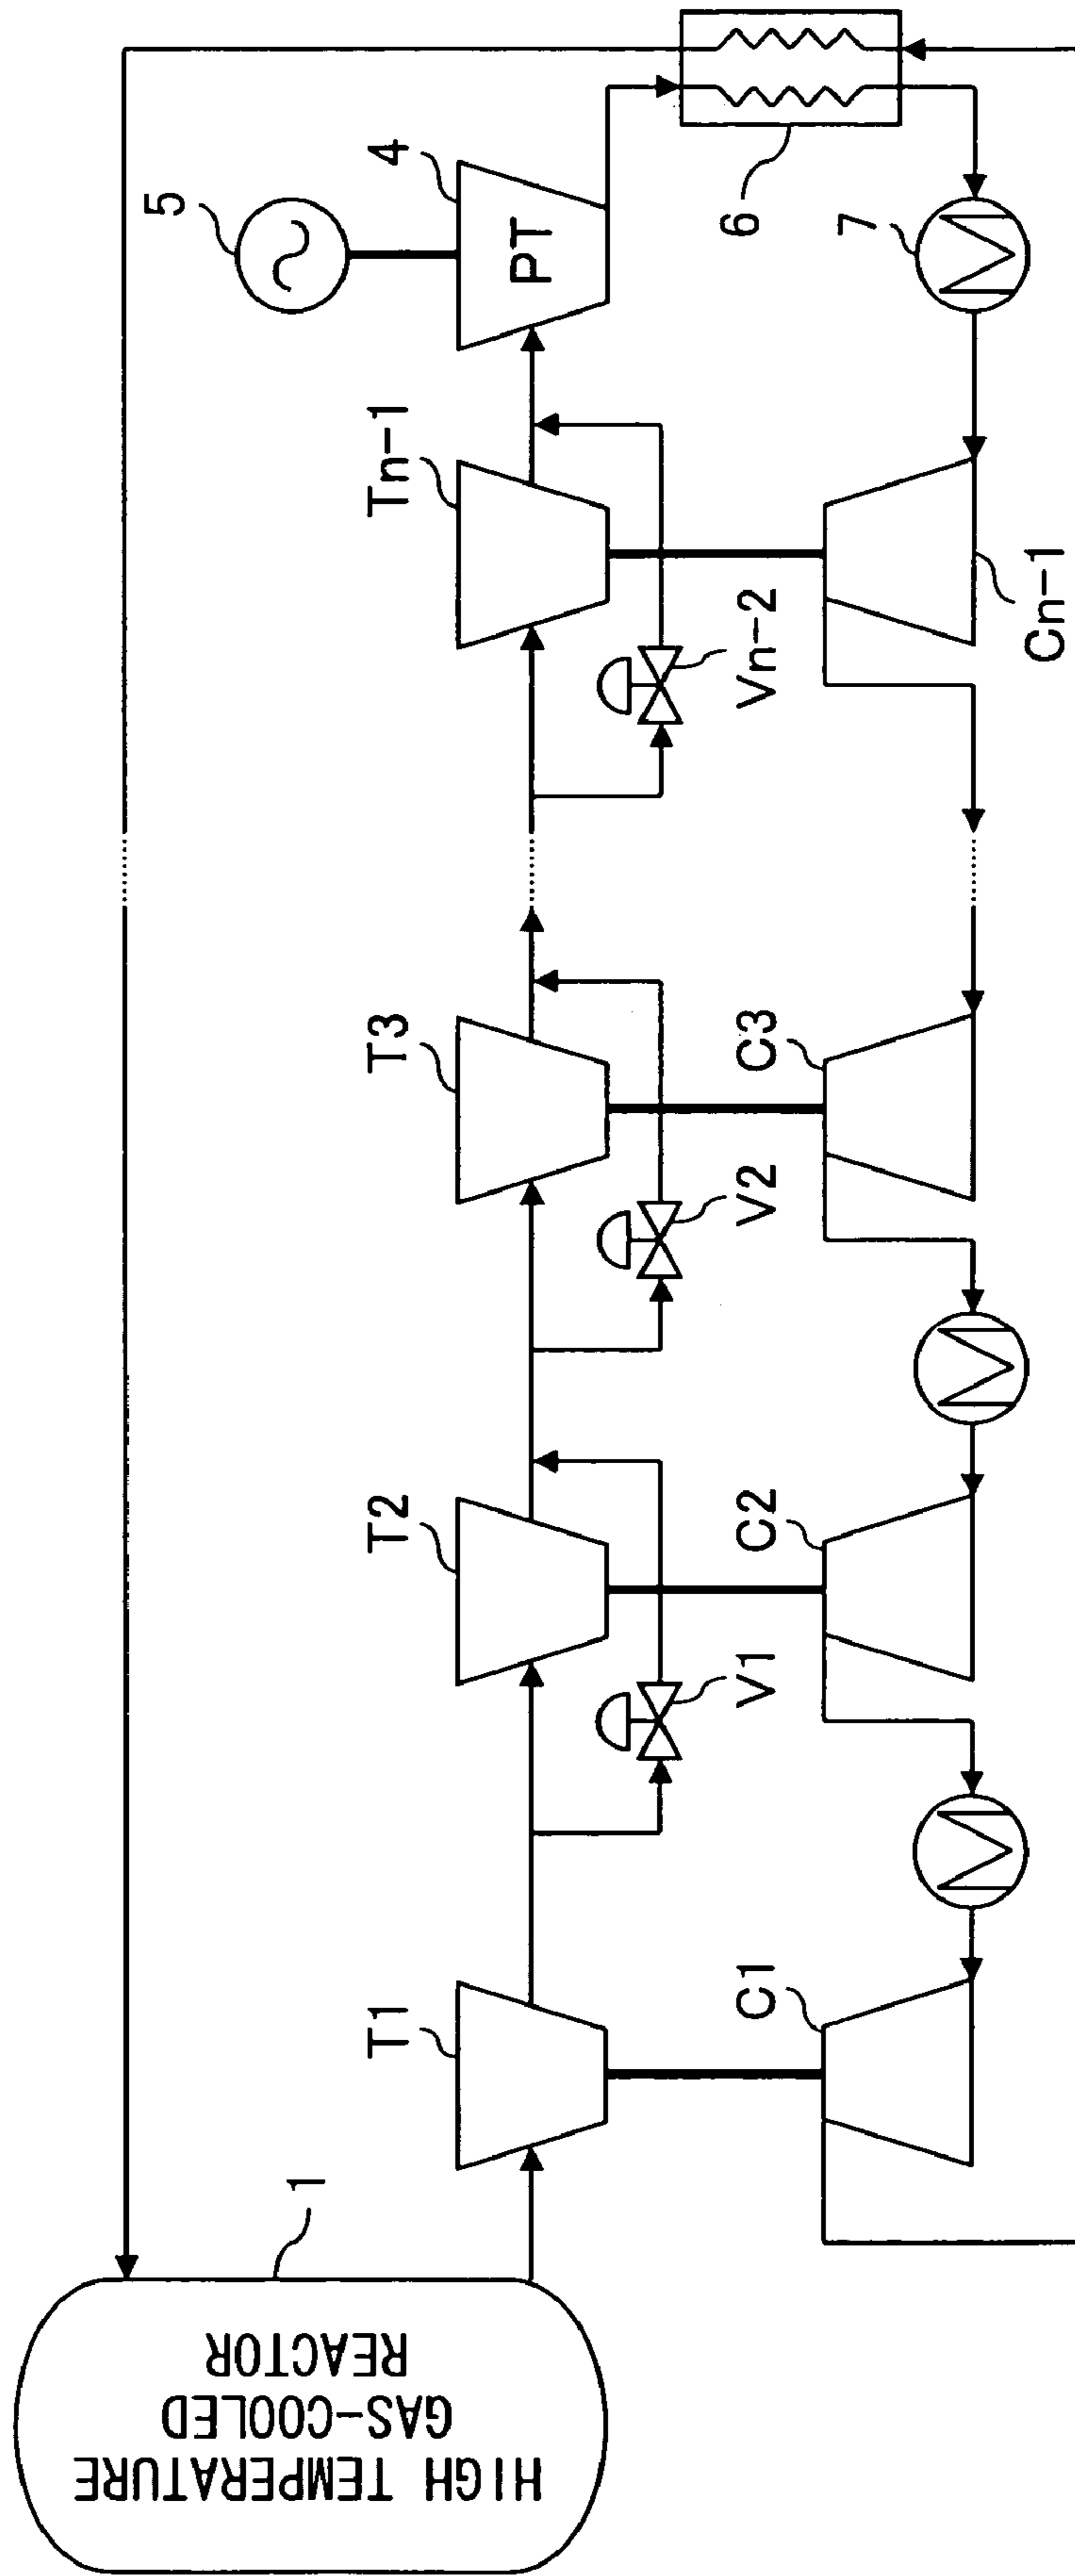 HIGH TEMPERATURE
GAS-COOLED
REACTOR
1
T1
T2
T3
Tn-1
4
PT
5
6
7
V1
V2
Vn-2
C1
C2
C3
Cn-1